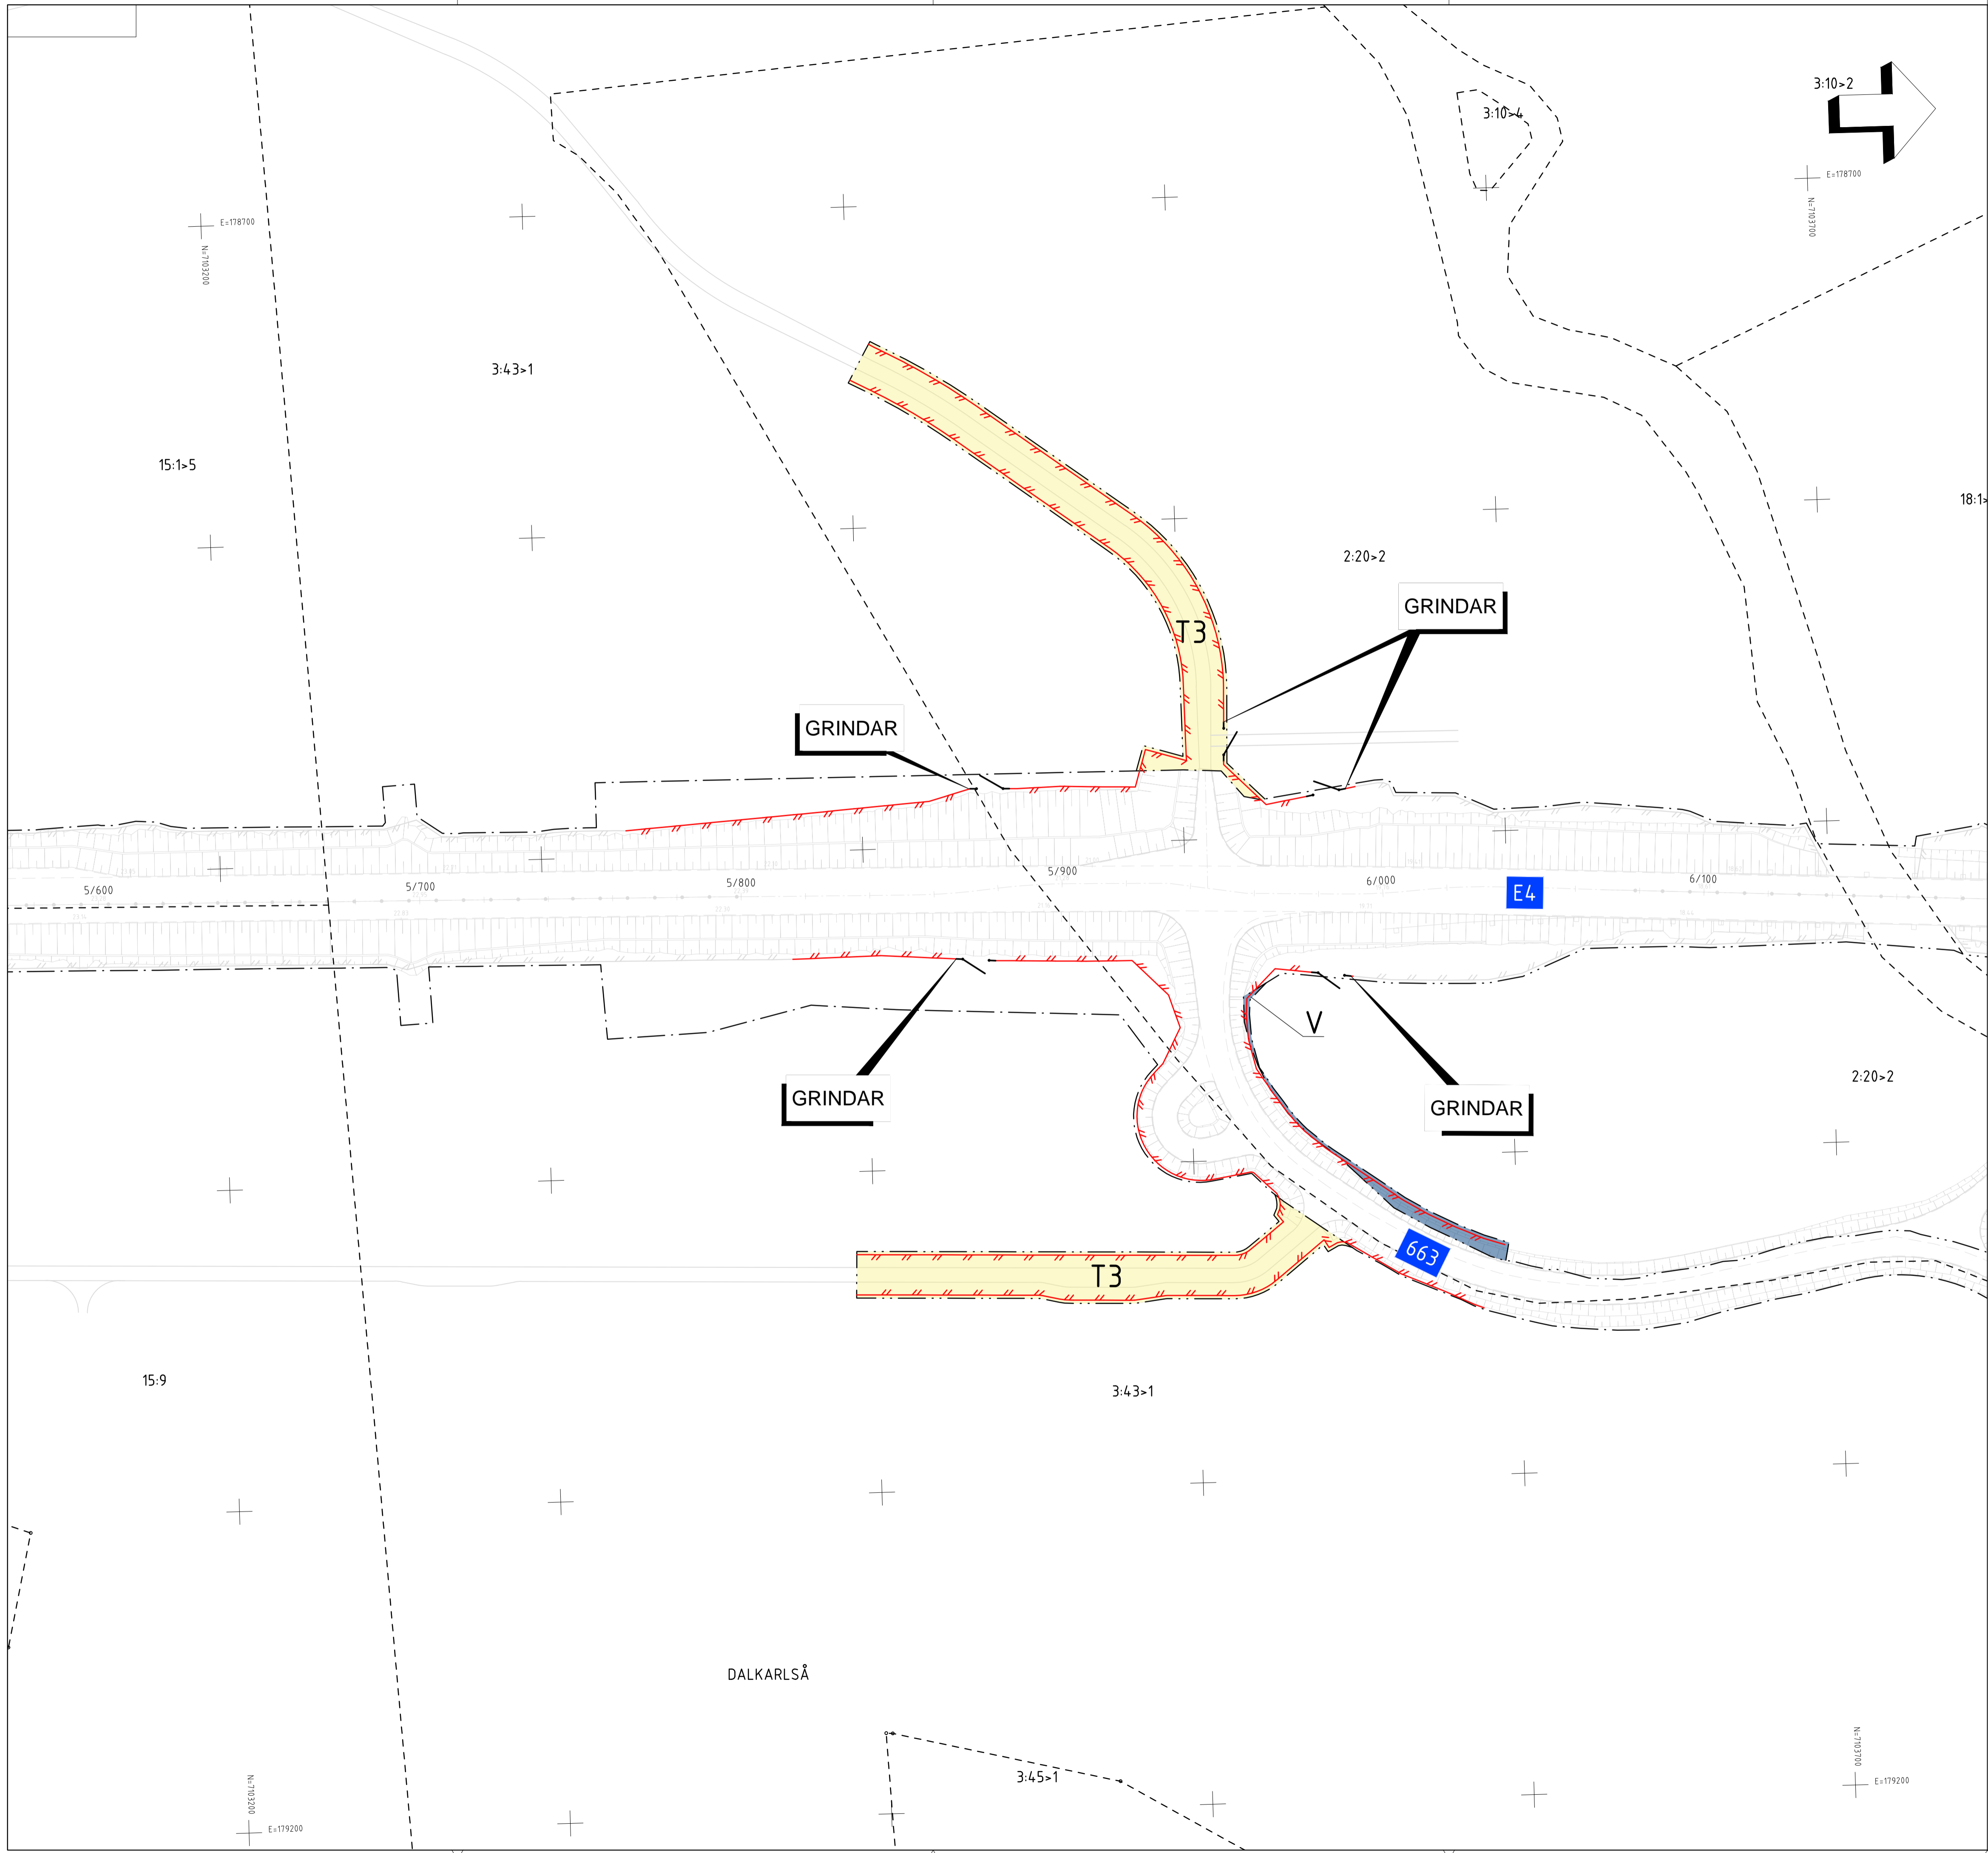 3:10>2
3:10>4
E=178700
N=7103700
E=178700
N=7103200
3:43>1
15:1>5
18:1>
2:20>2
GRINDAR
T3
GRINDAR
5/600
5/700
5/800
5/900
6/000
6/100
E4
V
GRINDAR
GRINDAR
2:20>2
663
T3
15:9
3:43>1
DALKARLSÅ
3:45>1
N=7103200
E=179200
N=7103700
E=179200